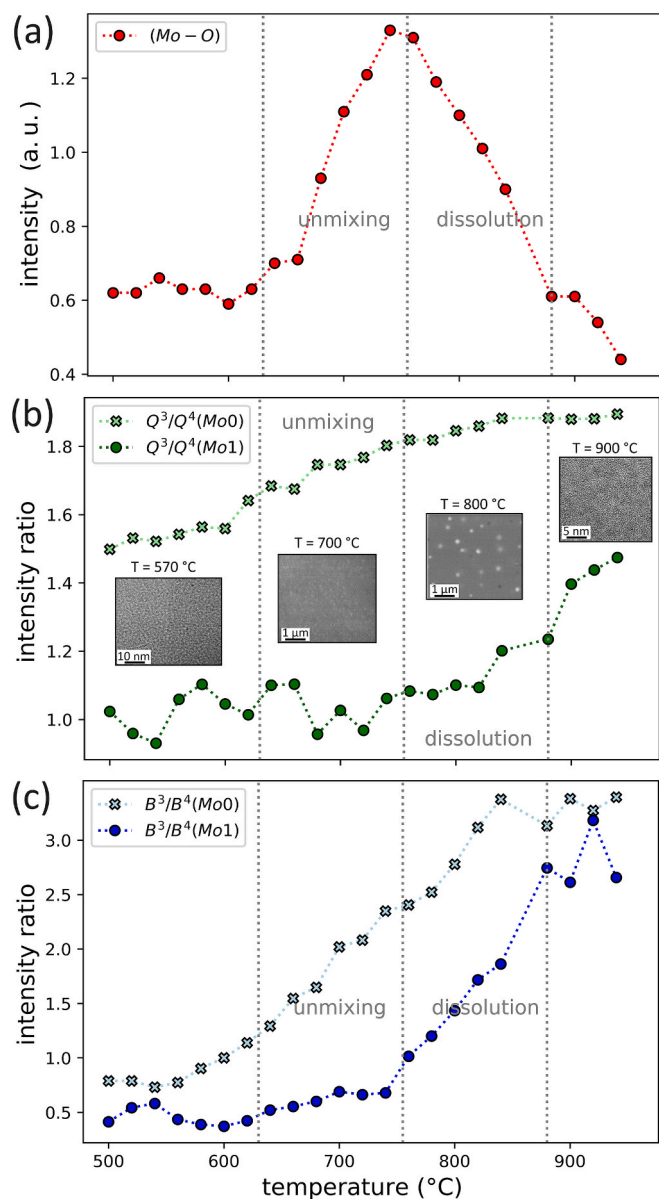 (a)
(Mo – O)
intensity (a. u.)
1.2
1.0
0.8
0.6
0.4
unmixing
dissolution
(b)
Q³/Q⁴(Mo0)
Q³/Q⁴(Mo1)
unmixing
intensity ratio
1.8
1.6
1.4
1.2
1.0
T = 570 °C
10 nm
T = 700 °C
1 µm
T = 800 °C
1 µm
T = 900 °C
5 nm
dissolution
(c)
B³/B⁴(Mo0)
B³/B⁴(Mo1)
intensity ratio
3.0
2.5
2.0
1.5
1.0
0.5
unmixing
dissolution
500 600 700 800 900
temperature (°C)